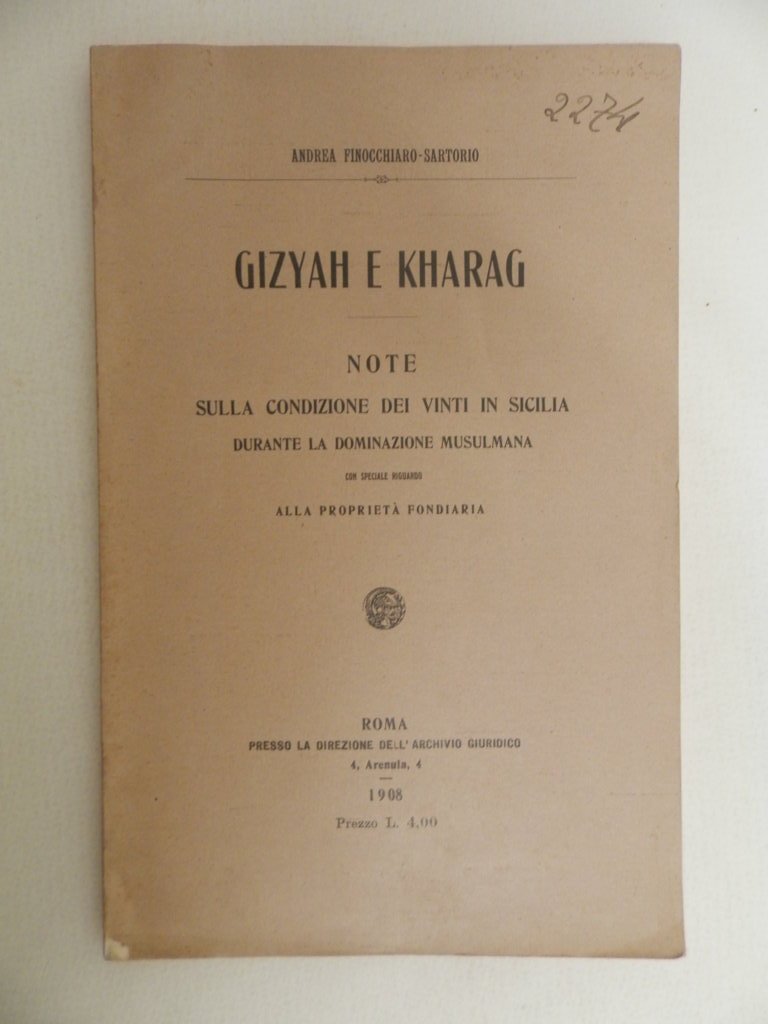 2274
ANDREA FINOCCHIARO-SARTORIO
GIZYAH E KHARAG
NOTE
SULLA CONDIZIONE DEI VINTI IN SICILIA
DURANTE LA DOMINAZIONE MUSULMANA
CON SPECIALE RIGUARDO
ALLA PROPRIETÀ FONDIARIA
ROMA
PRESSO LA DIREZIONE DELL'ARCHIVIO GIURIDICO
4, Arenula, 4
1908
Prezzo L. 4,00